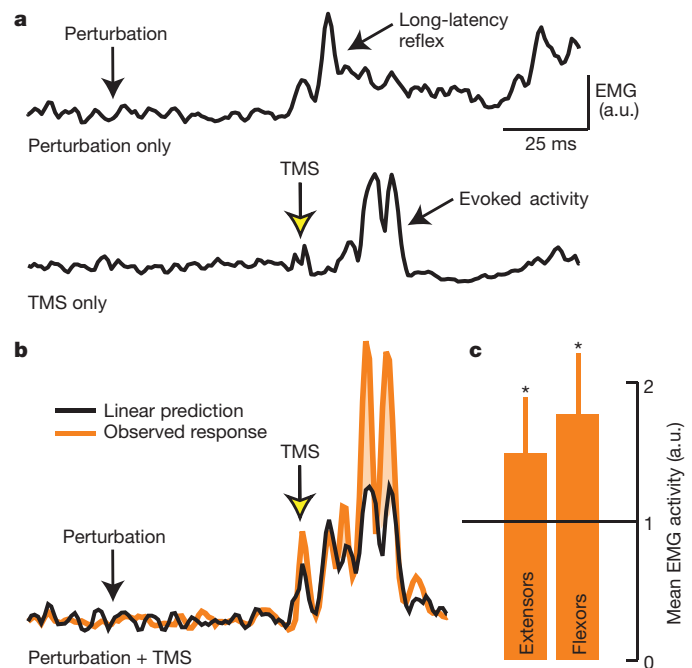 a
Perturbation
Long-latency
reflex
EMG
(a.u.)
25 ms
Perturbation only
TMS
Evoked activity
TMS only
b
Linear prediction
Observed response
TMS
Perturbation
Perturbation + TMS
c
*
*
2
1
0
Mean EMG activity (a.u.)
Extensors
Flexors